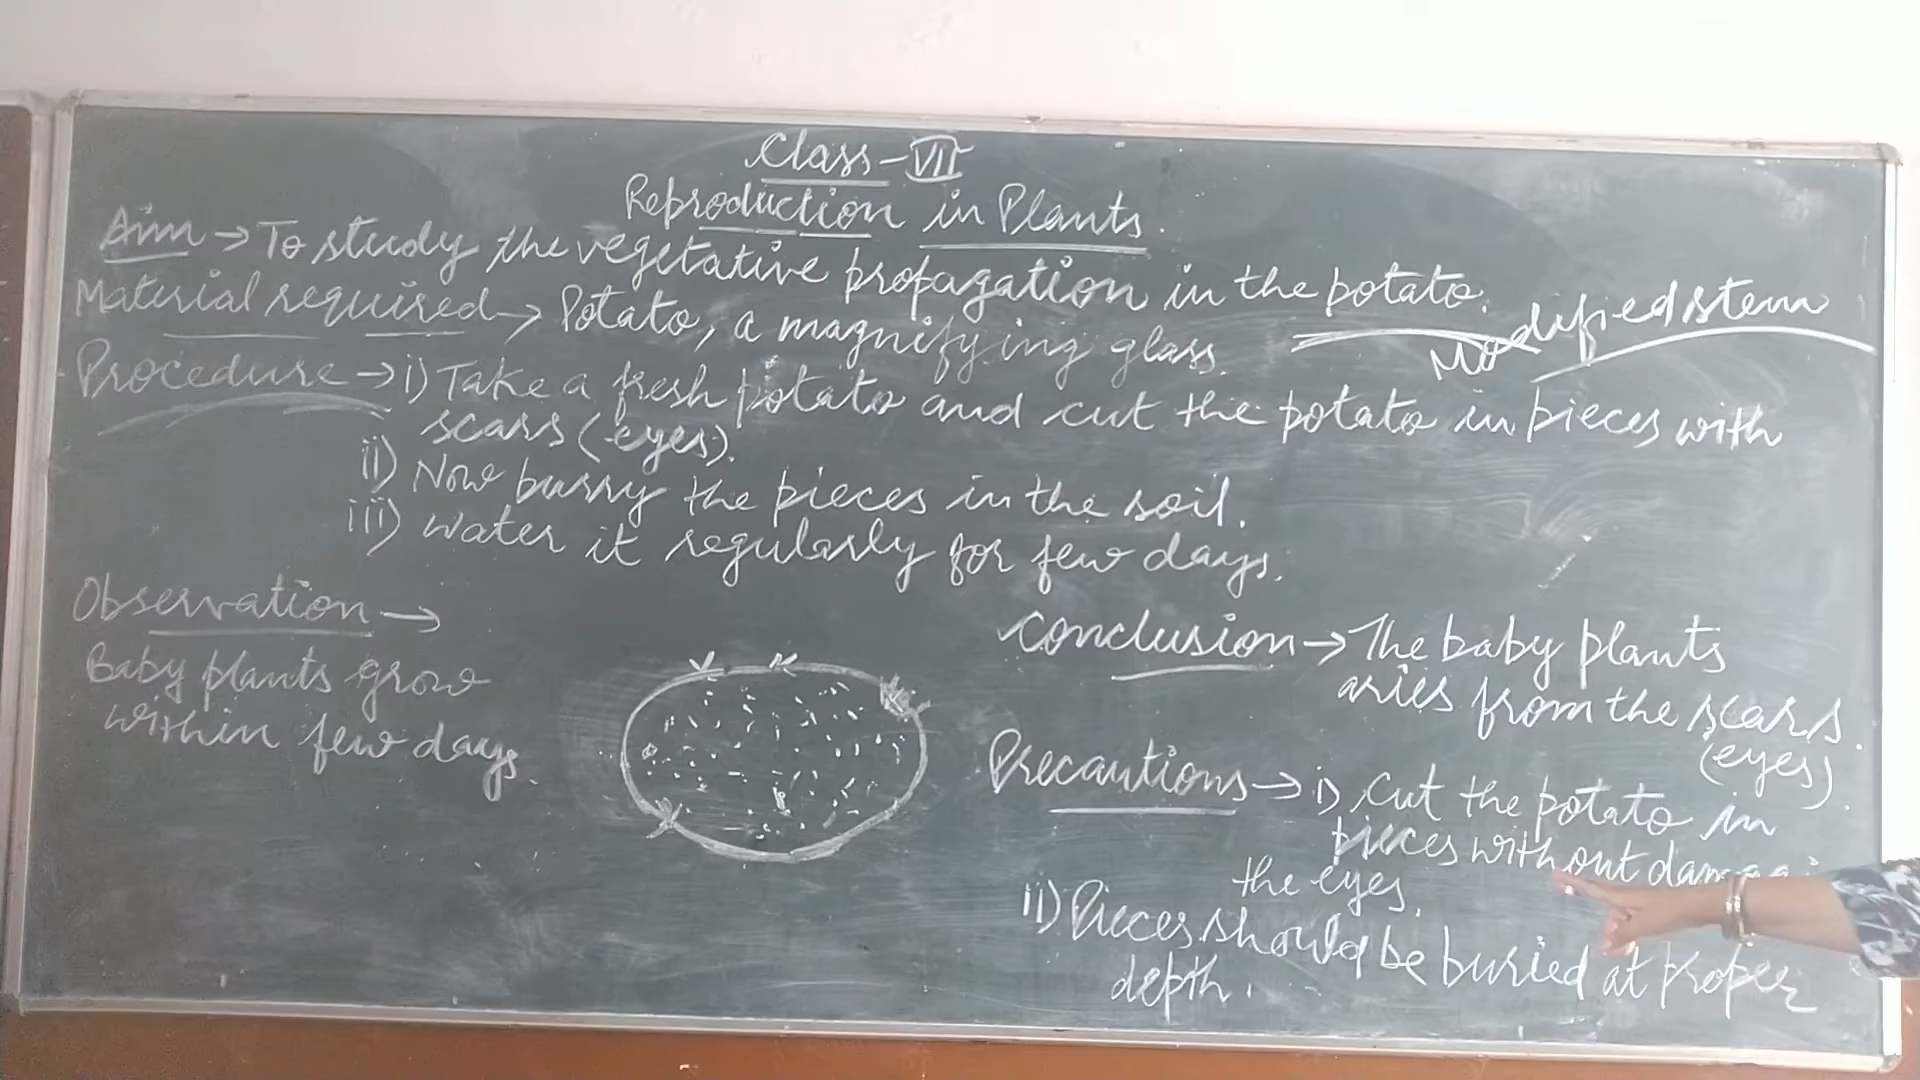 Class-VII
Reproduction in Plants.
Aim → To study the vegetative propagation in the potato.
Modified stem
Material required → Potato, a magnifying glass.
Procedure → i) Take a fresh potato and cut the potato in pieces with
scars (eyes).
ii) Now burry the pieces in the soil.
iii) Water it regularly for few days.
Observation →
Baby plants grow
within few days.
Conclusion → The baby plants
aries from the scars.
(eyes).
Precautions → i) Cut the potato in
pieces without
the eyes.
ii) Pieces should be buried at proper
depth.